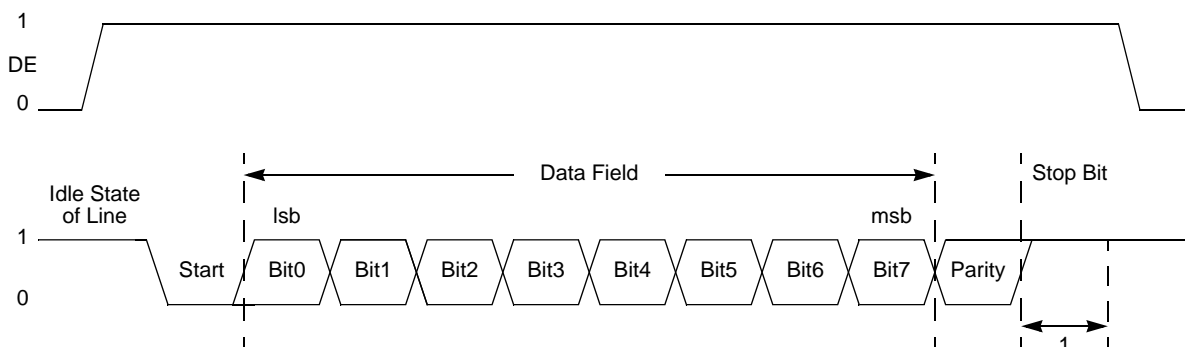 1
DE
0
Data Field
Stop Bit
Idle State
of Line
lsb
msb
1
Start
Bit0
Bit1
Bit2
Bit3
Bit4
Bit5
Bit6
Bit7
Parity
0
1